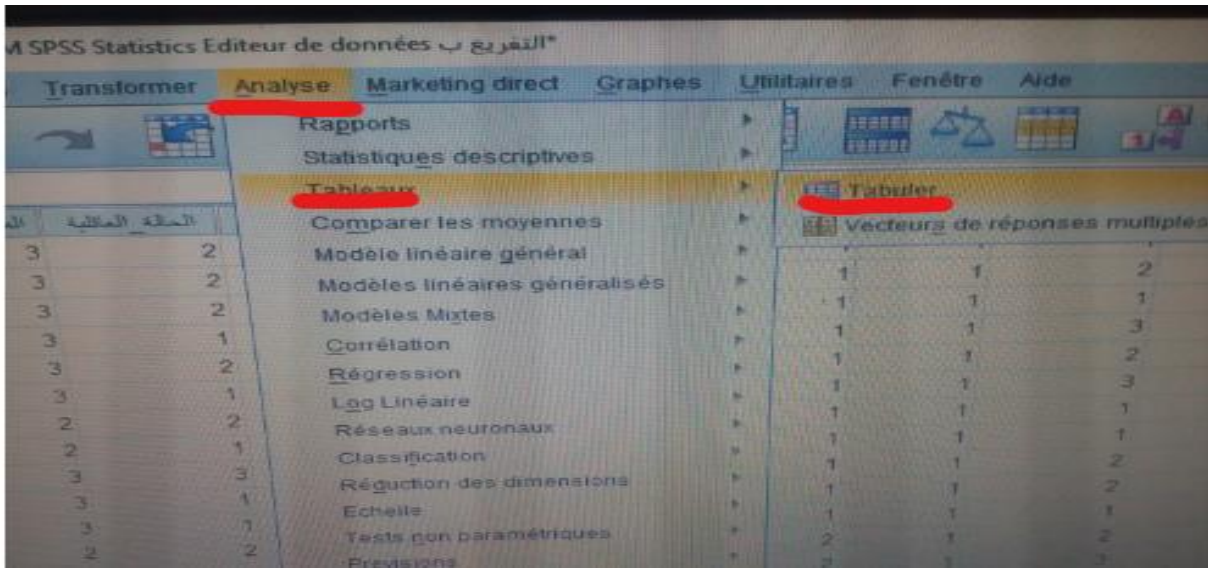 M SPSS Statistics Editeur de données التفريع ب*
Transformer Analyse Marketing direct Graphes Utilitaires Fenêtre Aide
Rapports
Statistiques descriptives
Tableaux
Tabuler...
Comparer les moyennes
Vecteurs de réponses multiples
Modèle linéaire général
Modèles linéaires généralisés
Modèles Mixtes
Corrélation
Régression
Log Linéaire
Réseaux neuronaux
Classification
Réduction des dimensions
Echelle
Tests non paramétriques
Prévisions
الحالة_العائلية
3 2
3 2
3 2
3 1
3 2
3 1
2 2
2 1
3 3
3 1
3 1
2 2
1 1 2
1 1 1
1 1 3
1 1 2
1 1 3
1 1 1
1 1 1
1 1 2
1 1 2
1 1 1
2 1 2